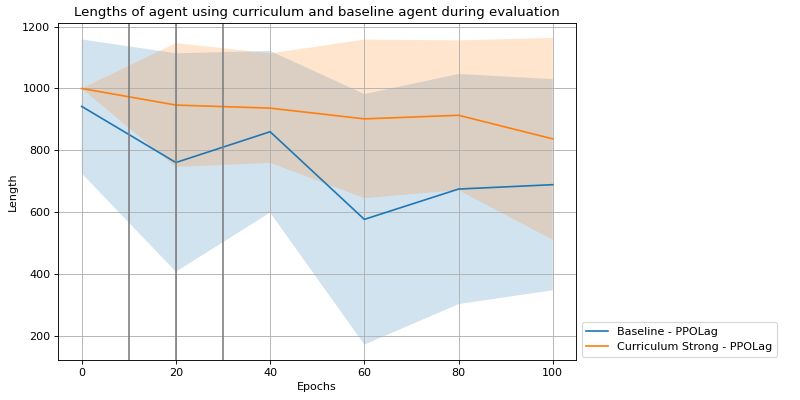 Lengths of agent using curriculum and baseline agent during evaluation
1200
1000
800
600
400
200
Length
0 20 40 60 80 100
Epochs
Baseline - PPOLag
Curriculum Strong - PPOLag